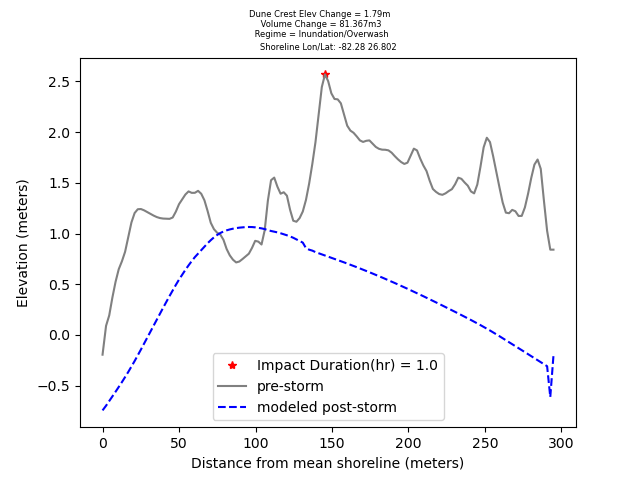 Dune Crest Elev Change = 1.79m
Volume Change = 81.367m3
Regime = Inundation/Overwash
Shoreline Lon/Lat: -82.28 26.802
2.5
2.0
1.5
1.0
0.5
0.0
−0.5
Elevation (meters)
Impact Duration(hr) = 1.0
pre-storm
modeled post-storm
0 50 100 150 200 250 300
Distance from mean shoreline (meters)